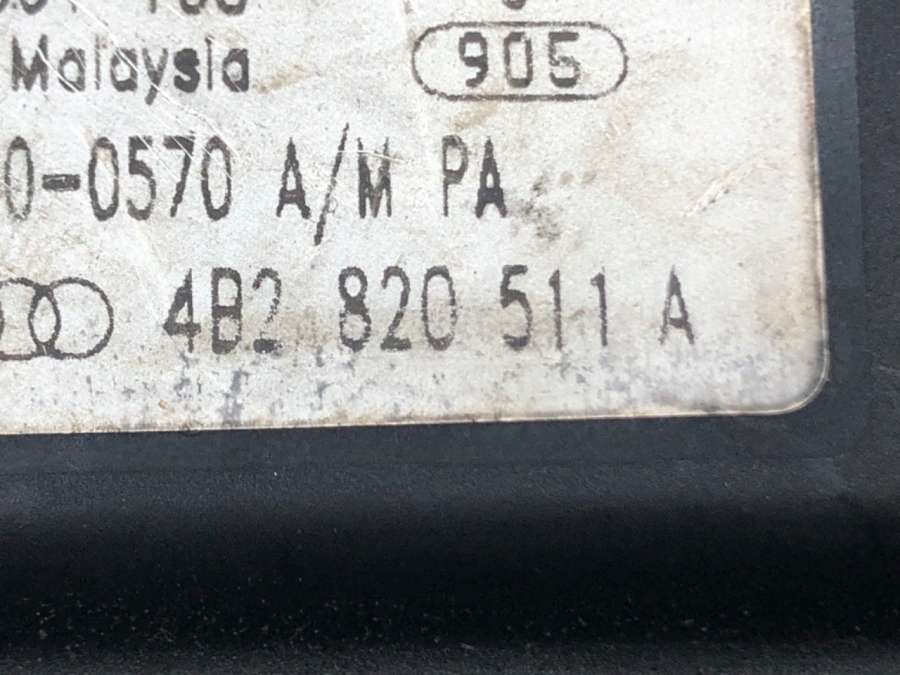 Malaysia 905
0-0570 A/M PA
4B2 820 511 A